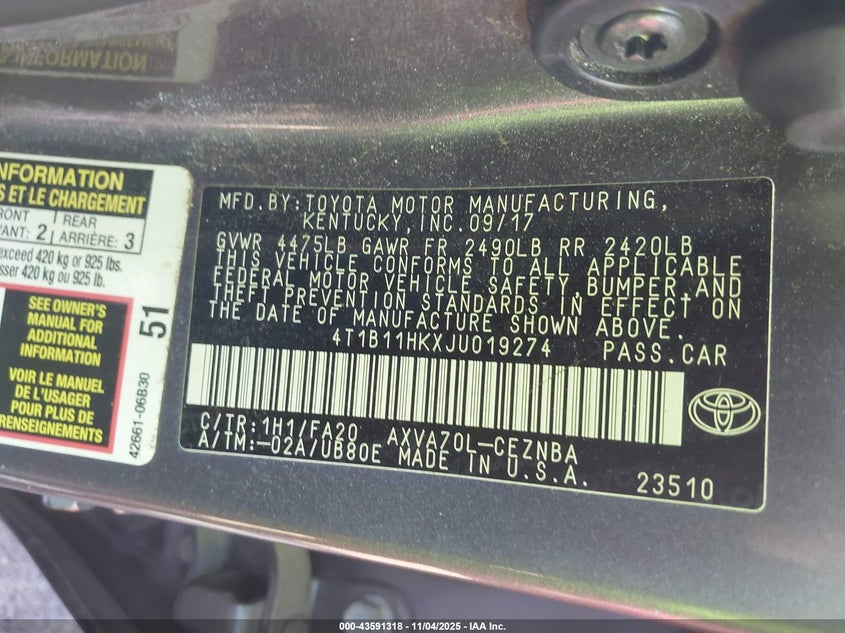 INFORMATION
NFORMATION
S ET LE CHARGEMENT
RONT
VANT: 2
REAR
ARRIÈRE: 3
exceed 420 kg or 925 lbs.
sser 420 kg ou 925 lb.
SEE OWNER'S
MANUAL FOR
ADDITIONAL
INFORMATION
VOIR LE MANUEL
DE L'USAGER
POUR PLUS DE
RENSEIGNEMENTS
51
42661-06B30
MFD. BY: TOYOTA MOTOR MANUFACTURING,
KENTUCKY, INC. 09/17
GVWR 4475LB GAWR FR 2490LB RR 2420LB
THIS VEHICLE CONFORMS TO ALL APPLICABLE
FEDERAL MOTOR VEHICLE SAFETY, BUMPER, AND
THEFT PREVENTION STANDARDS IN EFFECT ON
THE DATE OF MANUFACTURE SHOWN ABOVE.
4T1B11HKXJU019274 PASS.CAR
C/TR: 1H1/FA20 AXVA70L-CEZNBA
A/TM: -02A/UB80E MADE IN U.S.A.
23510
000-43591318 - 11/04/2025 - IAA Inc.